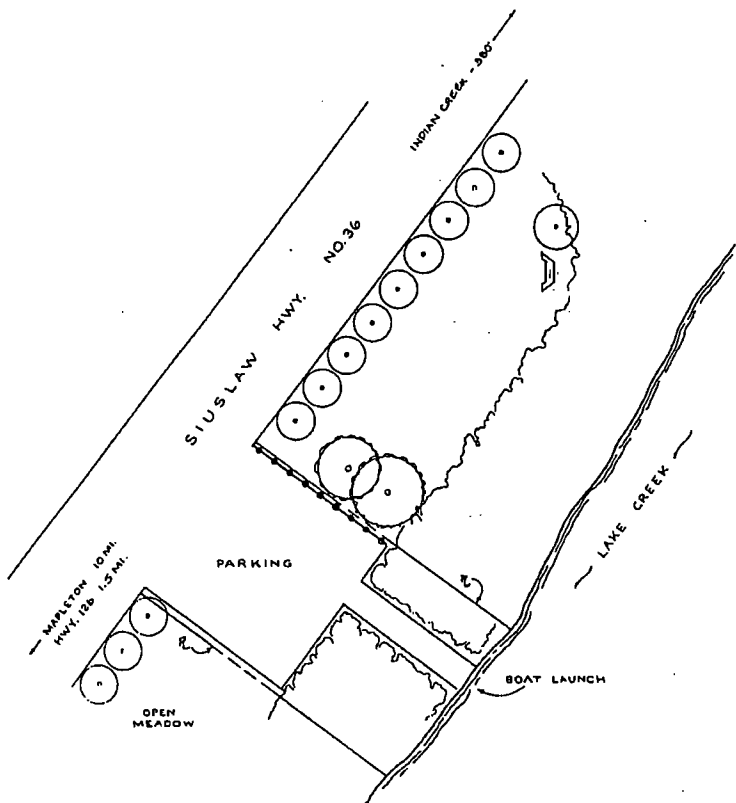 INDIAN CREEK - 980'
SIUSLAW HWY. NO. 36
LAKE CREEK
PARKING
MAPLETON 10 MI.
HWY. 126 1.5 MI.
BOAT LAUNCH
OPEN
MEADOW